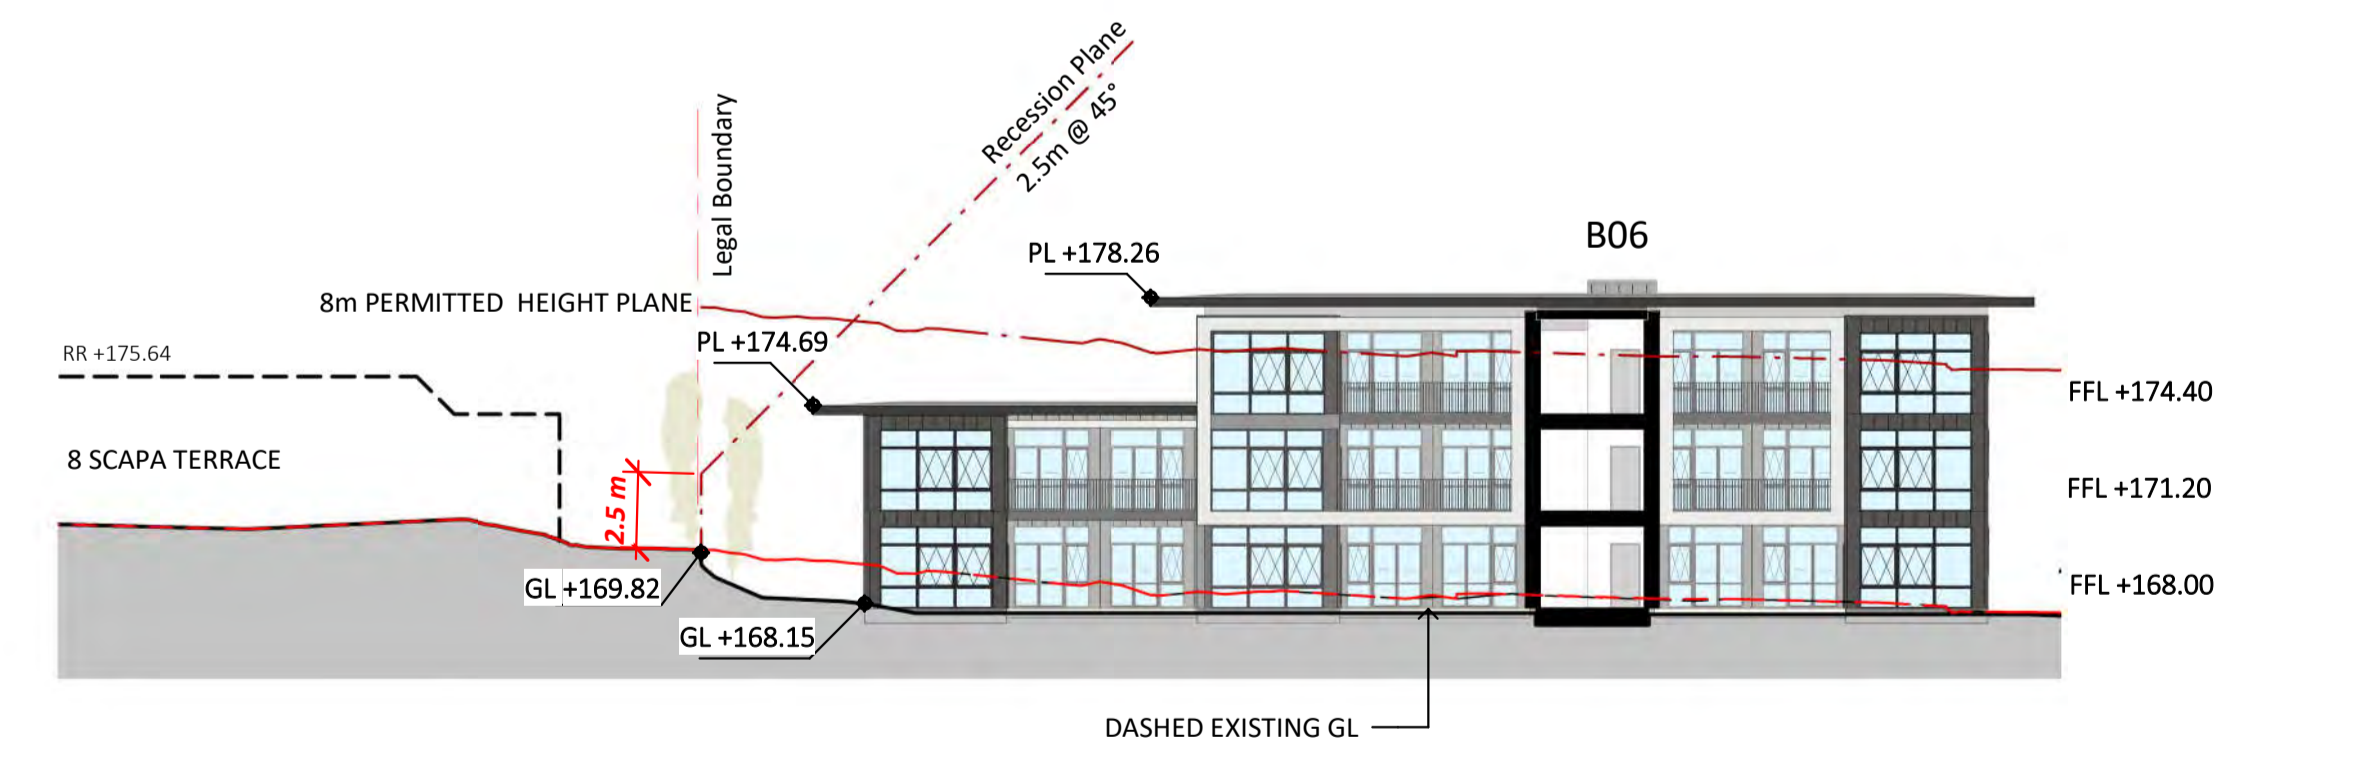 Recession Plane
2.5m @ 45°
Legal Boundary
B06
PL +178.26
8m PERMITTED HEIGHT PLANE
PL +174.69
RR +175.64
FFL +174.40
8 SCAPA TERRACE
FFL +171.20
2.5 m
GL +169.82
FFL +168.00
GL +168.15
DASHED EXISTING GL